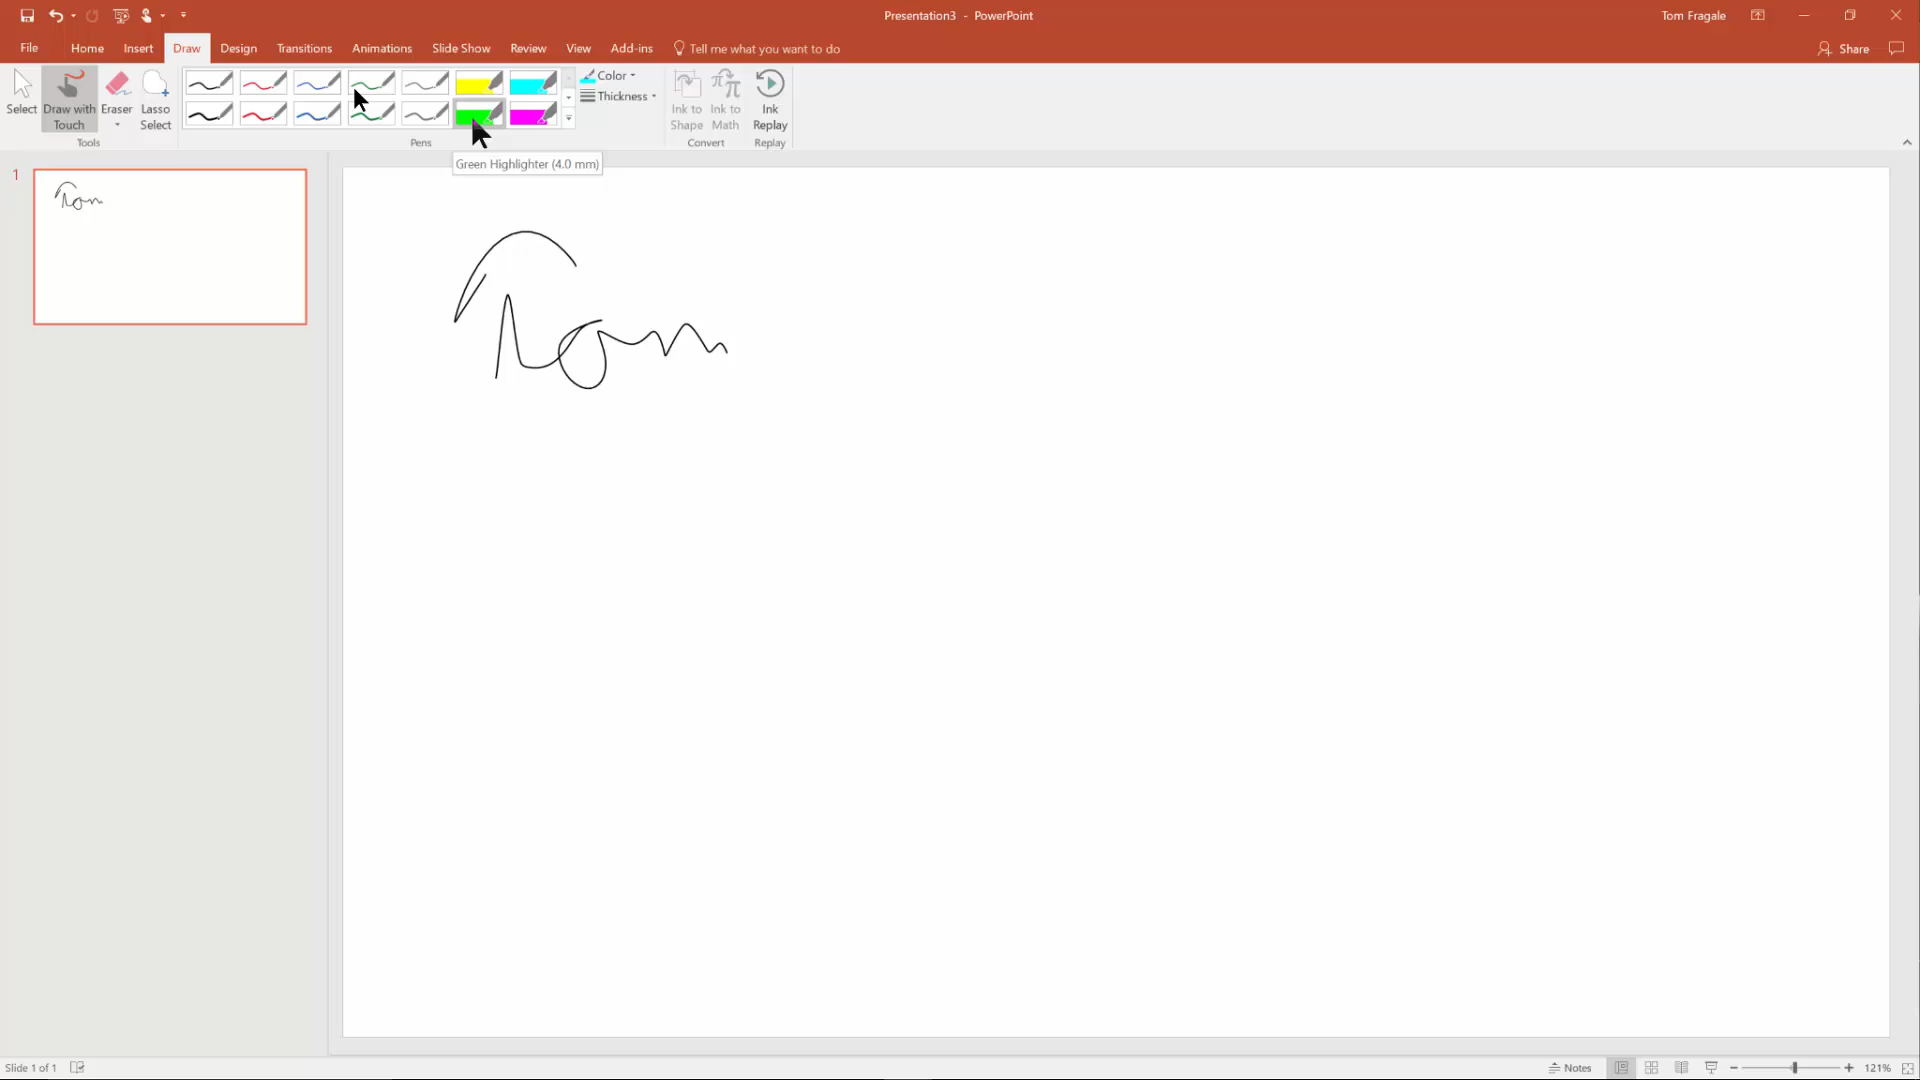 Presentation3 - PowerPoint
Tom Fragale
File Home Insert Draw Design Transitions Animations Slide Show Review View Add-ins Tell me what you want to do
Share
Select
Draw with Touch
Eraser
Lasso Select
Tools
Pens
Color
Thickness
Ink to Shape
Ink to Math
Convert
Ink Replay
Replay
Green Highlighter (4.0 mm)
1
Tom
Tom
Slide 1 of 1
Notes
121%